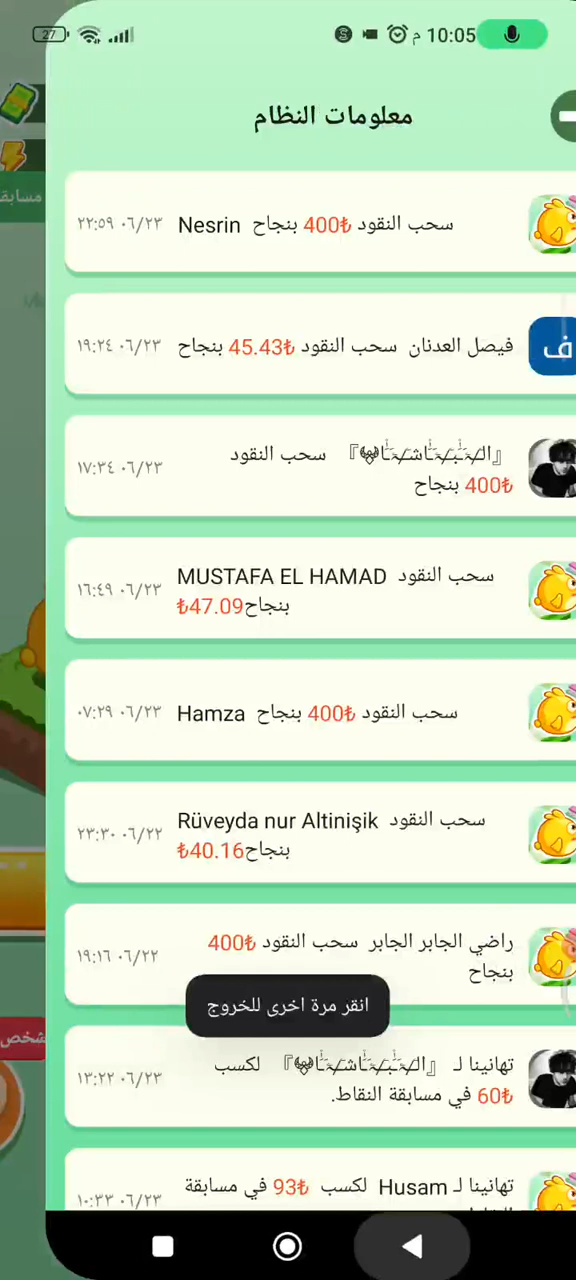 27
م 10:05
معلومات النظام
مسابقة
Nesrin سحب النقود ₺400 بنجاح
٠٦/٢٣ ٢٢:٥٩
فيصل العدنان سحب النقود ₺45.43 بنجاح
٠٦/٢٣ ١٩:٢٤
ف
سحب النقود
₺400 بنجاح
٠٦/٢٣ ١٧:٣٤
MUSTAFA EL HAMAD سحب النقود
₺47.09بنجاح
٠٦/٢٣ ١٦:٤٩
Hamza سحب النقود ₺400 بنجاح
٠٦/٢٣ ٠٧:٢٩
Rüveyda nur Altinişik سحب النقود
₺40.16بنجاح
٠٦/٢٢ ٢٣:٣٠
راضي الجابر الجابر سحب النقود ₺400
بنجاح
٠٦/٢٢ ١٩:١٦
انقر مرة اخرى للخروج
شخص
تهانينا لـ لكسب
₺60 في مسابقة النقاط.
٠٦/٢٣ ١٣:٢٢
تهانينا لـ Husam لكسب ₺93 في مسابقة
٠٦/٢٣ ١٠:٣٣